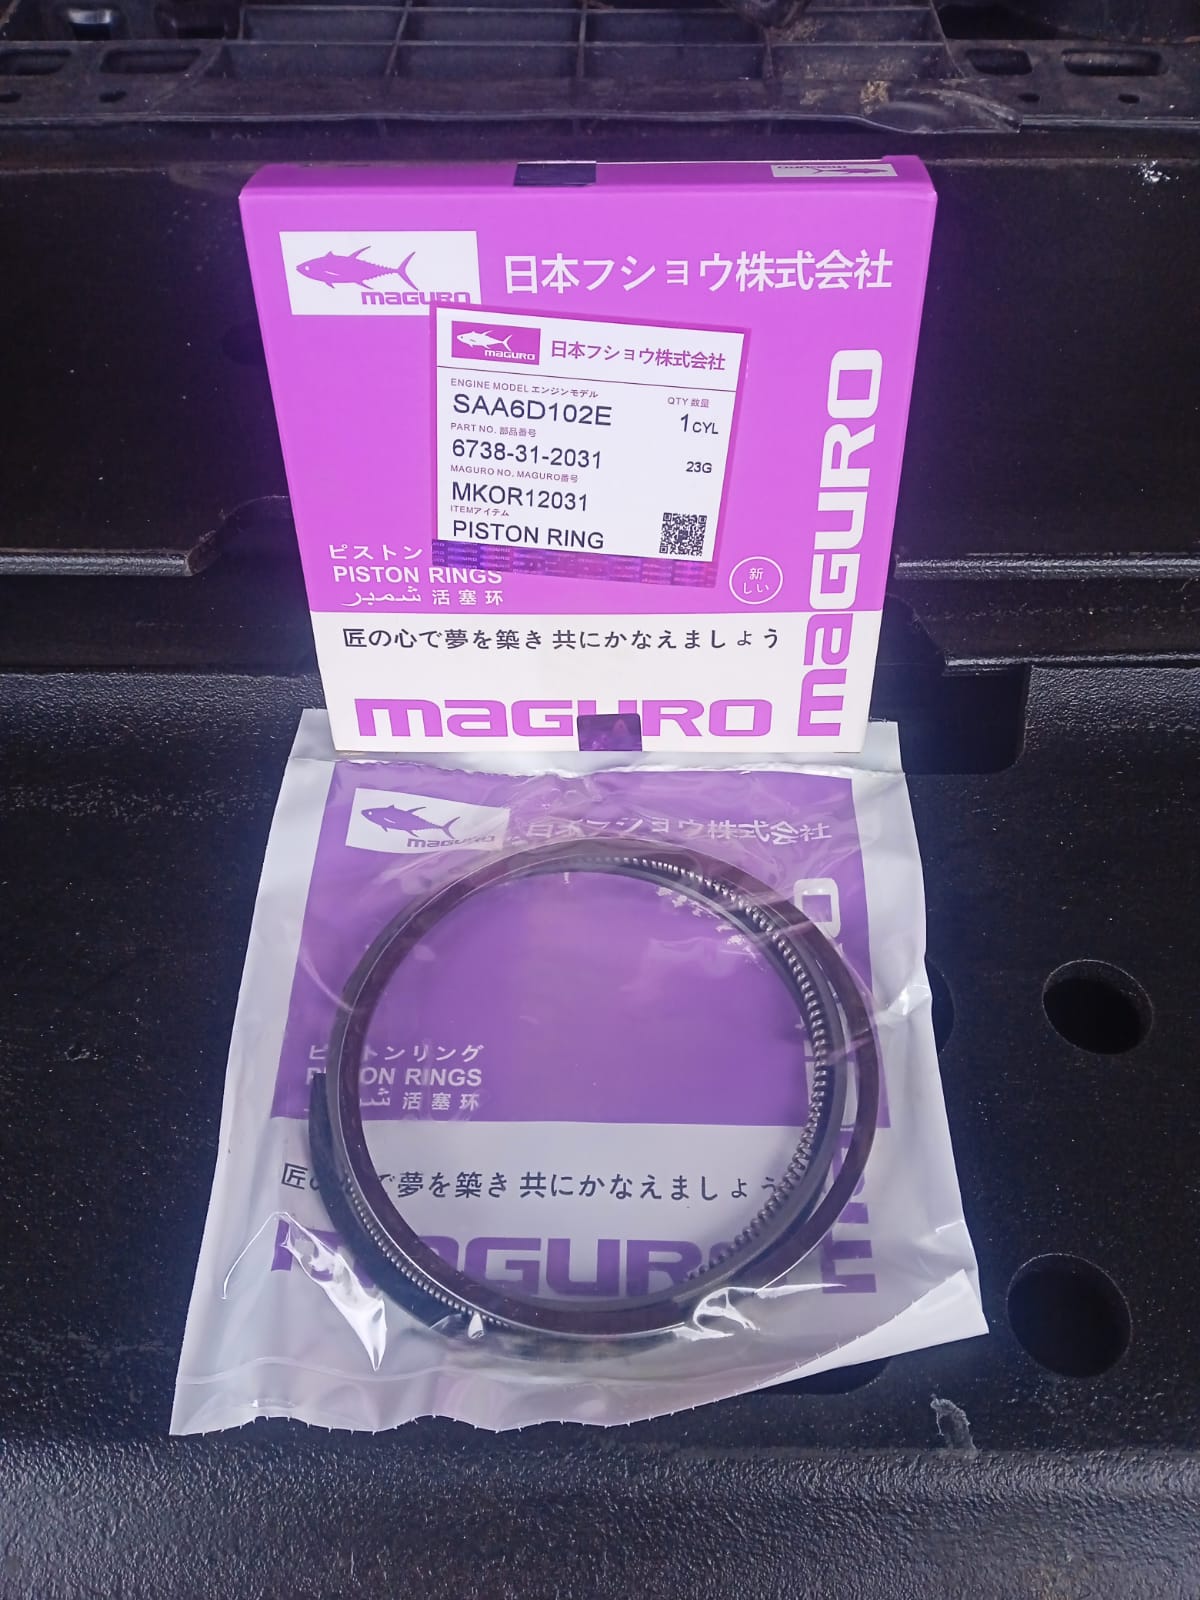 maguro
日本フショウ株式会社
maguro
日本フショウ株式会社
ENGINE MODEL エンジンモデル
QTY 数量
SAA6D102E
1CYL
PART NO. 部品番号
6738-31-2031
23G
MAGURO NO. MAGURO番号
MKOR12031
ITEMアイテム
PISTON RING
maguro
maguro
ピストン
PISTON RINGS
活塞环
新
しい
匠の心で夢を築き 共にかなえましょう
maguro
maguro
日本フショウ株式会社
トンリング
RINGS
活塞环
夢を築き 共にかなえましょう